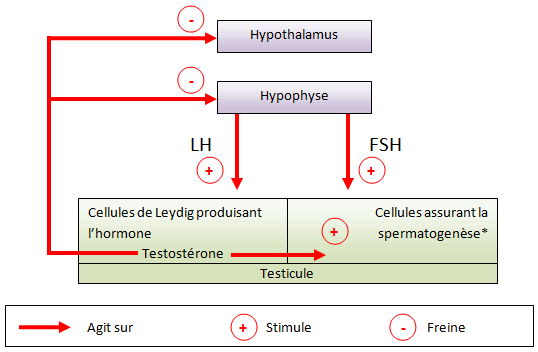 -
Hypothalamus
-
Hypophyse
LH
FSH
+
+
Cellules de Leydig produisant
l’hormone
Testostérone
Cellules assurant la
+
spermatogenèse*
Testicule
Agit sur
+
Stimule
-
Freine